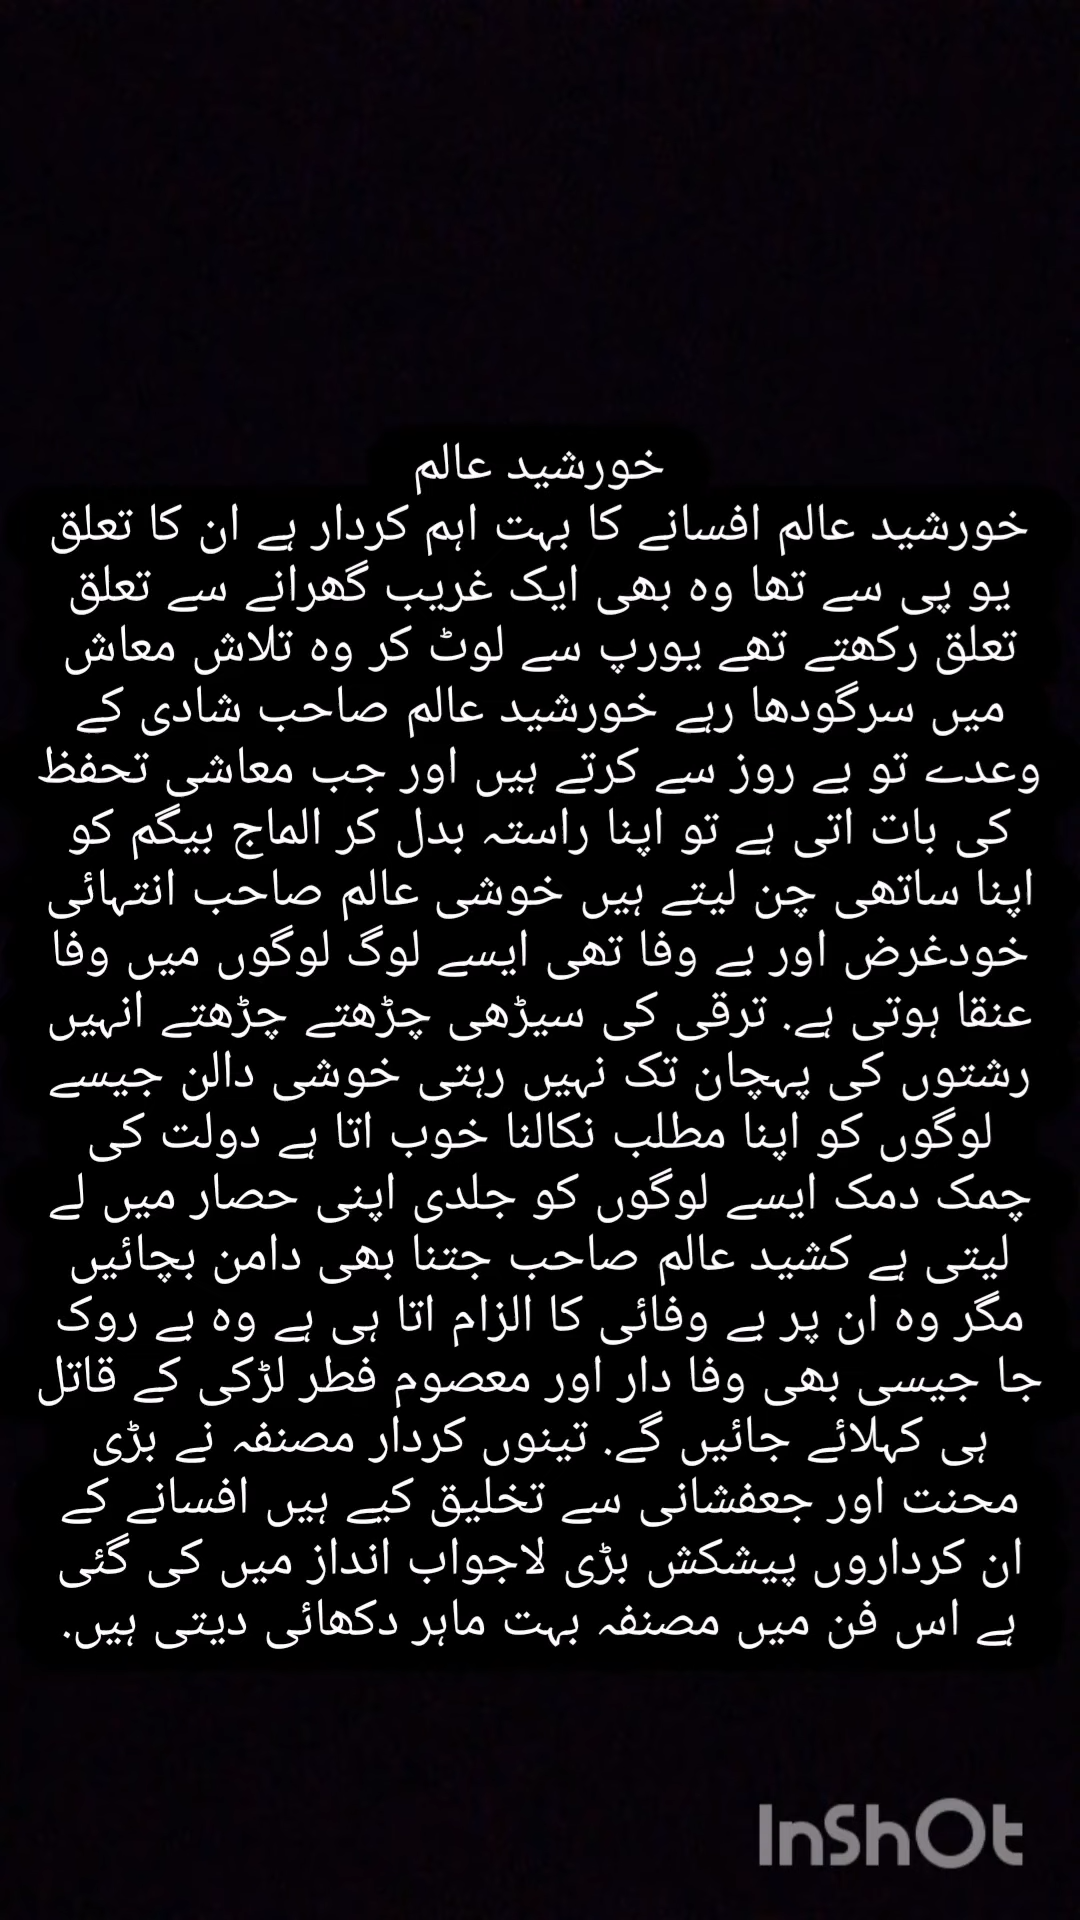 خورشید عالم
خورشید عالم افسانے کا بہت اہم کردار ہے ان کا تعلق
یو پی سے تھا وہ بھی ایک غریب گھرانے سے تعلق
تعلق رکھتے تھے یورپ سے لوٹ کر وہ تلاش معاش
میں سرگودھا رہے خورشید عالم صاحب شادی کے
وعدے تو بے روز سے کرتے ہیں اور جب معاشی تحفظ
کی بات اتی ہے تو اپنا راستہ بدل کر الماج بیگم کو
اپنا ساتھی چن لیتے ہیں خوشی عالم صاحب انتہائی
خودغرض اور بے وفا تھی ایسے لوگ لوگوں میں وفا
عنقا ہوتی ہے. ترقی کی سیڑھی چڑھتے چڑھتے انہیں
رشتوں کی پہچان تک نہیں رہتی خوشی دالن جیسے
لوگوں کو اپنا مطلب نکالنا خوب اتا ہے دولت کی
چمک دمک ایسے لوگوں کو جلدی اپنی حصار میں لے
لیتی ہے کشید عالم صاحب جتنا بھی دامن بچائیں
مگر وہ ان پر بے وفائی کا الزام اتا ہی ہے وہ بے روک
جا جیسی بھی وفا دار اور معصوم فطر لڑکی کے قاتل
ہی کہلائے جائیں گے. تینوں کردار مصنفہ نے بڑی
محنت اور جعفشانی سے تخلیق کیے ہیں افسانے کے
ان کرداروں پیشکش بڑی لاجواب انداز میں کی گئی
ہے اس فن میں مصنفہ بہت ماہر دکھائی دیتی ہیں.
InShOt